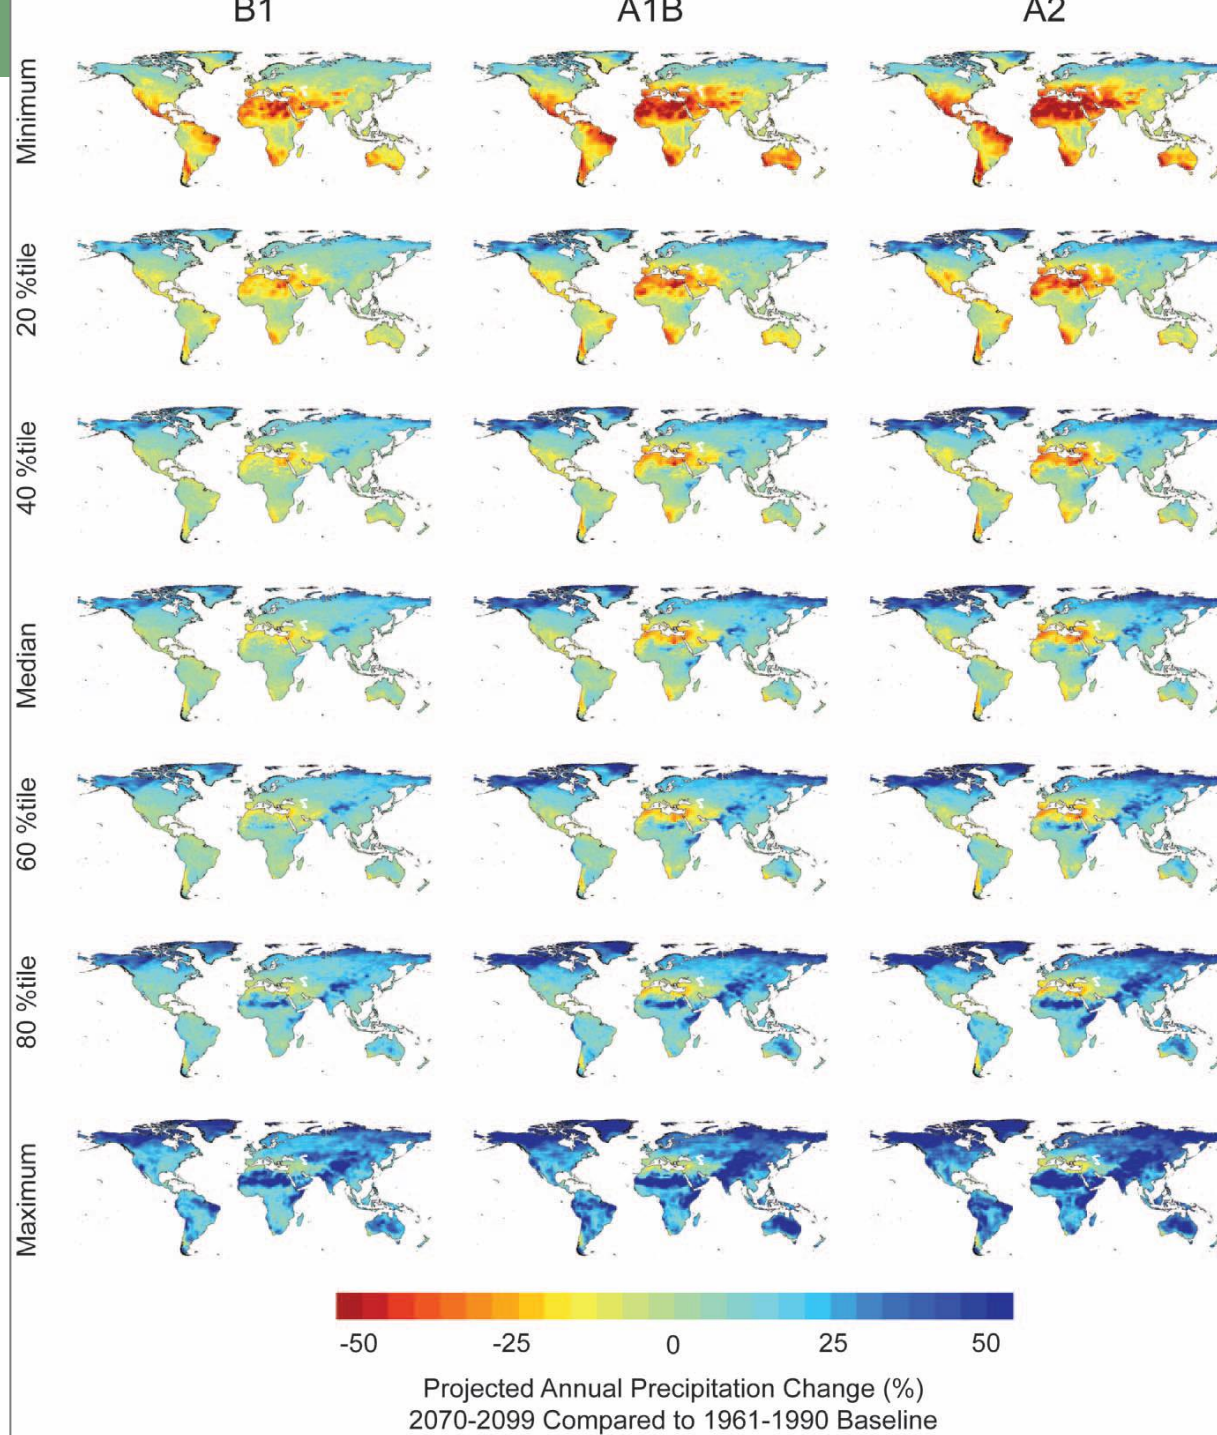 B1 A1B A2
Minimum
20 %tile
40 %tile
Median
60 %tile
80 %tile
Maximum
-50 -25 0 25 50
Projected Annual Precipitation Change (%)
2070-2099 Compared to 1961-1990 Baseline